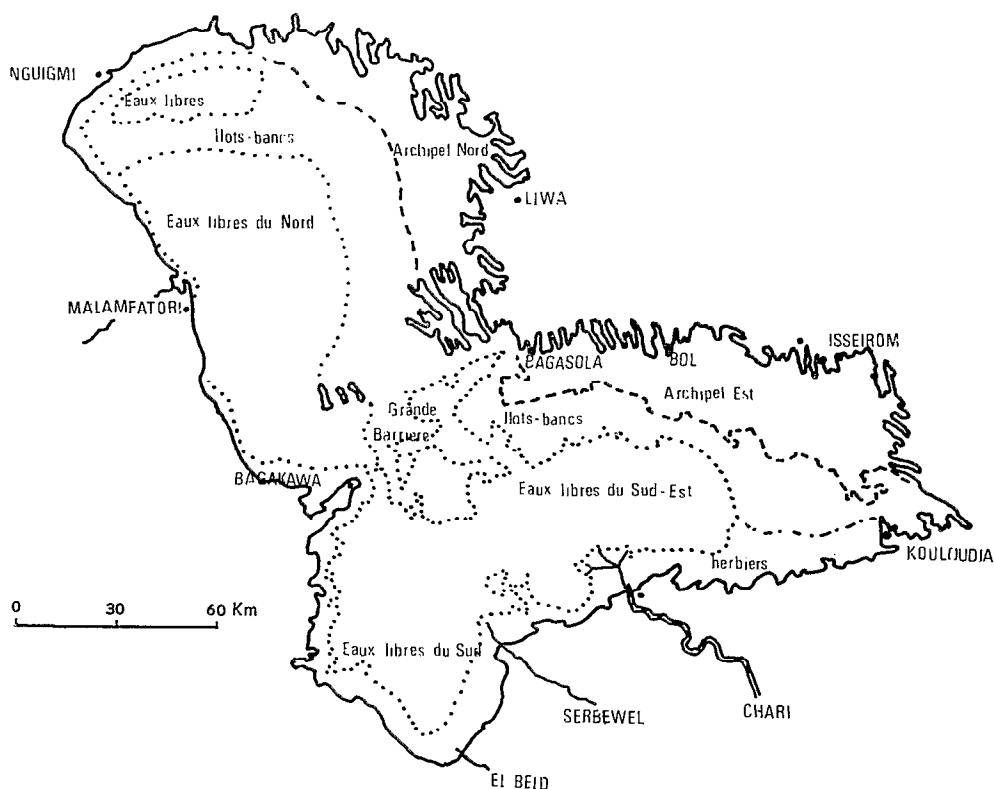 NGUIGMI
Eaux libres
Ilots-bancs
Archipel Nord
LIWA
Eaux libres du Nord
MALAMFATORI
BAGASOLA
BOL
ISSEIROM
Archipel Est
Grande
Barrière
Ilots-bancs
BAGAKAWA
Eaux libres du Sud-Est
KOULOUDIA
herbiers
0 30 60 Km
Eaux libres du Sud
SERBEWEL
CHARI
EL BEID